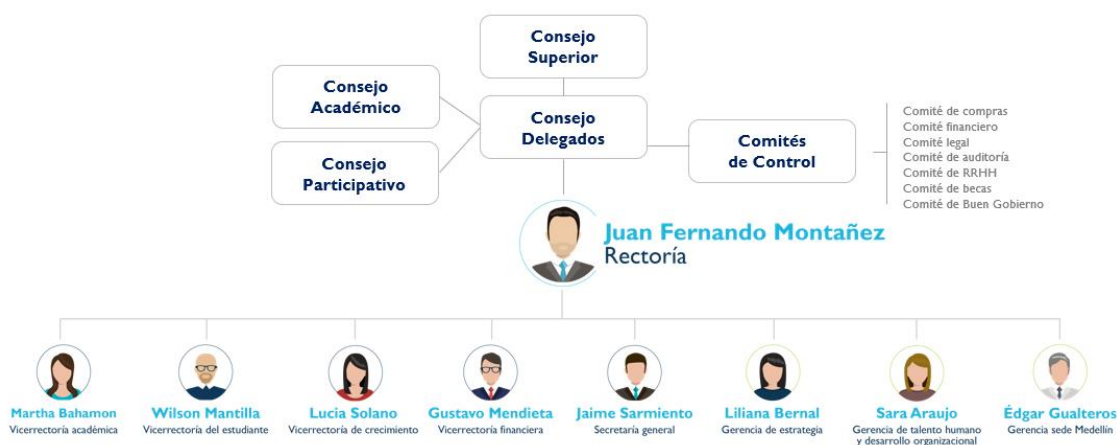 Consejo
Superior
Consejo
Académico
Consejo
Delegados
Consejo
Participativo
Comités
de Control
Comité de compras
Comité financiero
Comité legal
Comité de auditoría
Comité de RRHH
Comité de becas
Comité de Buen Gobierno
Juan Fernando Montañez
Rectoría
Martha Bahamon
Vicerrectoría académica
Wilson Mantilla
Vicerrectoría del estudiante
Lucia Solano
Vicerrectoría de crecimiento
Gustavo Mendieta
Vicerrectoría financiera
Jaime Sarmiento
Secretaría general
Liliana Bernal
Gerencia de estrategia
Sara Araujo
Gerencia de talento humano
y desarrollo organizacional
Édgar Gualteros
Gerencia sede Medellín